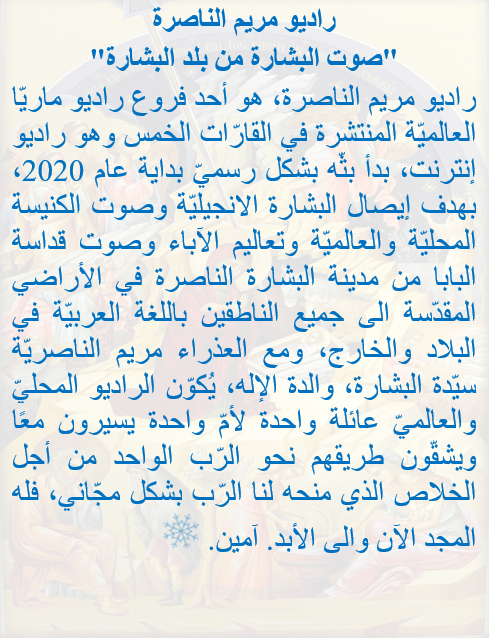 راديو مريم الناصرة
"صوت البشارة من بلد البشارة"
راديو مريم الناصرة، هو أحد فروع راديو ماريّا
العالميّة المنتشرة في القارّات الخمس وهو راديو
إنترنت، بدأ بثّه بشكل رسميّ بداية عام 2020،
بهدف إيصال البشارة الانجيليّة وصوت الكنيسة
المحليّة والعالميّة وتعاليم الآباء وصوت قداسة
البابا من مدينة البشارة الناصرة في الأراضي
المقدّسة الى جميع الناطقين باللغة العربيّة في
البلاد والخارج، ومع العذراء مريم الناصريّة
سيّدة البشارة، والدة الإله، يُكوّن الراديو المحليّ
والعالميّ عائلة واحدة لأمّ واحدة يسيرون معًا
ويشقّون طريقهم نحو الرّب الواحد من أجل
الخلاص الذي منحه لنا الرّب بشكل مجّاني، فله
المجد الآن والى الأبد. آمين.